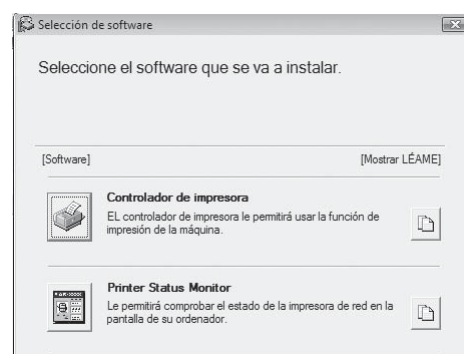 Selección de software
Seleccione el software que se va a instalar.
[Software] [Mostrar LÉAME]
Controlador de impresora
EL controlador de impresora le permitirá usar la función de
impresión de la máquina.
Printer Status Monitor
Le permitirá comprobar el estado de la impresora de red en la
pantalla de su ordenador.